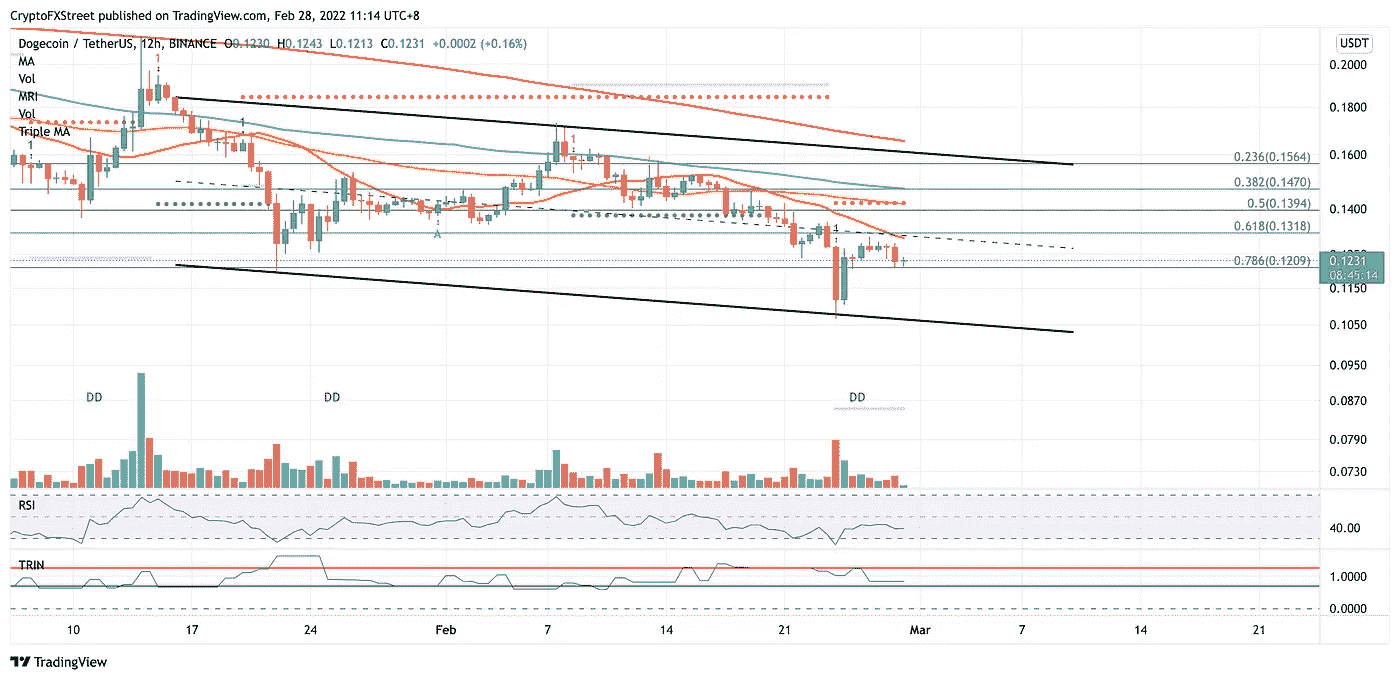 CryptoFXStreet published on TradingView.com, Feb 28, 2022 11:14 UTC+8
Dogecoin / TetherUS, 12h, BINANCE O0.1230 H0.1243 L0.1213 C0.1231 +0.0002 (+0.16%)
USDT
MA
Vol
MRI
Vol
Triple MA
1
1
1
1
1
A
0.2000
0.1800
0.1600
0.1400
0.1231
08:45:14
0.1150
0.1050
0.0950
0.0870
0.0790
0.0730
0.236(0.1564)
0.382(0.1470)
0.5(0.1394)
0.618(0.1318)
0.786(0.1209)
DD
DD
DD
RSI
40.00
TRIN
1.0000
0.0000
10 17 24 Feb 7 14 21 Mar 7 14 21
TradingView